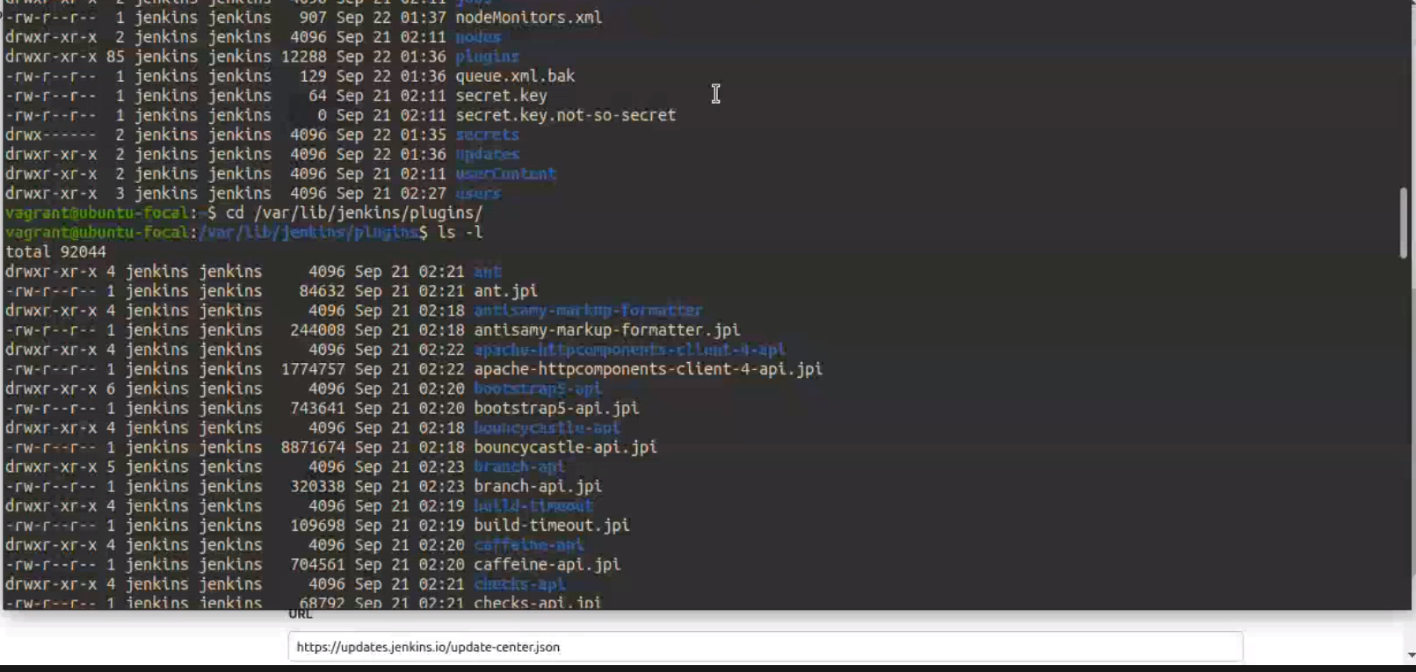 -rw-r--r--  1 jenkins jenkins   907 Sep 22 01:37 nodeMonitors.xml
drwxr-xr-x  2 jenkins jenkins  4096 Sep 21 02:11 nodes
drwxr-xr-x 85 jenkins jenkins 12288 Sep 22 01:36 plugins
-rw-r--r--  1 jenkins jenkins   129 Sep 22 01:36 queue.xml.bak
-rw-r--r--  1 jenkins jenkins    64 Sep 21 02:11 secret.key
-rw-r--r--  1 jenkins jenkins     0 Sep 21 02:11 secret.key.not-so-secret
drwx------  2 jenkins jenkins  4096 Sep 22 01:35 secrets
drwxr-xr-x  2 jenkins jenkins  4096 Sep 22 01:36 updates
drwxr-xr-x  2 jenkins jenkins  4096 Sep 21 02:11 userContent
drwxr-xr-x  3 jenkins jenkins  4096 Sep 21 02:27 users
vagrant@ubuntu-focal:~$ cd /var/lib/jenkins/plugins/
vagrant@ubuntu-focal:/var/lib/jenkins/plugins$ ls -l
total 92044
drwxr-xr-x 4 jenkins jenkins    4096 Sep 21 02:21 ant
-rw-r--r-- 1 jenkins jenkins   84632 Sep 21 02:21 ant.jpi
drwxr-xr-x 4 jenkins jenkins    4096 Sep 21 02:18 antisamy-markup-formatter
-rw-r--r-- 1 jenkins jenkins  244008 Sep 21 02:18 antisamy-markup-formatter.jpi
drwxr-xr-x 4 jenkins jenkins    4096 Sep 21 02:22 apache-httpcomponents-client-4-api
-rw-r--r-- 1 jenkins jenkins 1774757 Sep 21 02:22 apache-httpcomponents-client-4-api.jpi
drwxr-xr-x 6 jenkins jenkins    4096 Sep 21 02:20 bootstrap5-api
-rw-r--r-- 1 jenkins jenkins  743641 Sep 21 02:20 bootstrap5-api.jpi
drwxr-xr-x 4 jenkins jenkins    4096 Sep 21 02:18 bouncycastle-api
-rw-r--r-- 1 jenkins jenkins 8871674 Sep 21 02:18 bouncycastle-api.jpi
drwxr-xr-x 5 jenkins jenkins    4096 Sep 21 02:23 branch-api
-rw-r--r-- 1 jenkins jenkins  320338 Sep 21 02:23 branch-api.jpi
drwxr-xr-x 4 jenkins jenkins    4096 Sep 21 02:19 build-timeout
-rw-r--r-- 1 jenkins jenkins  109698 Sep 21 02:19 build-timeout.jpi
drwxr-xr-x 4 jenkins jenkins    4096 Sep 21 02:20 caffeine-api
-rw-r--r-- 1 jenkins jenkins  704561 Sep 21 02:20 caffeine-api.jpi
drwxr-xr-x 4 jenkins jenkins    4096 Sep 21 02:21 checks-api
-rw-r--r-- 1 jenkins jenkins   68792 Sep 21 02:21 checks-api.jpi
URL
https://updates.jenkins.io/update-center.json